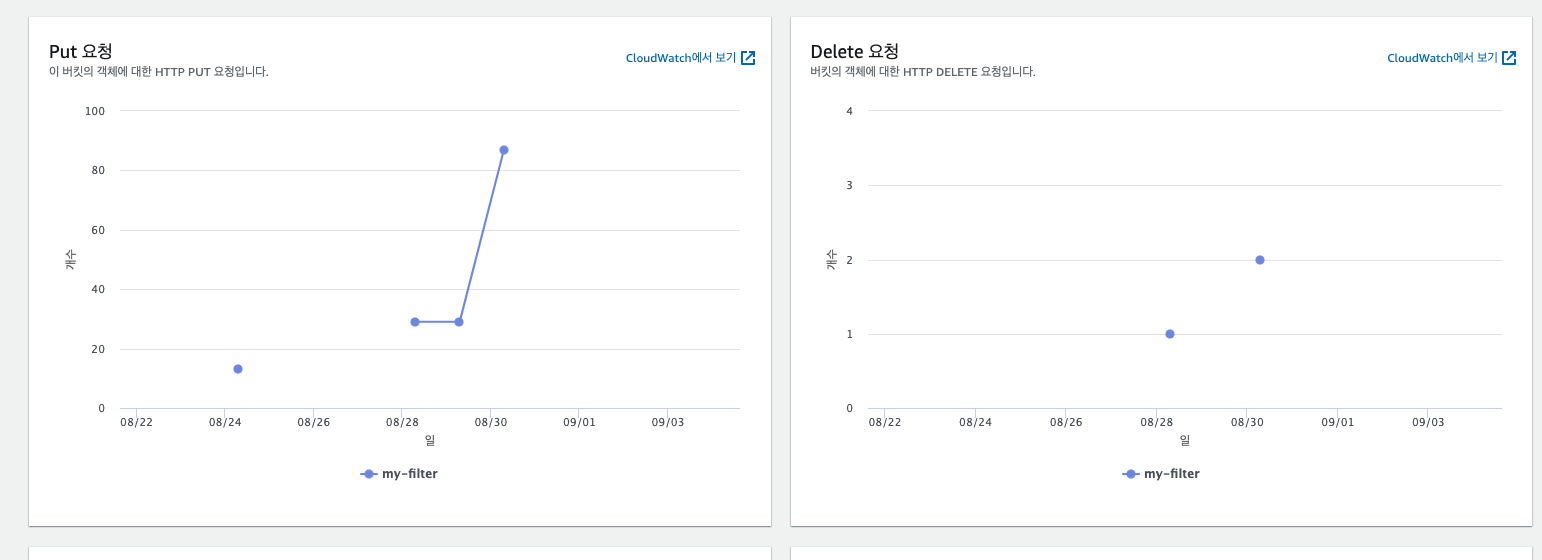 Put 요청
CloudWatch에서 보기
이 버킷의 객체에 대한 HTTP PUT 요청입니다.
100
80
60
40
20
0
개수
08/22 08/24 08/26 08/28 08/30 09/01 09/03
일
my-filter
Delete 요청
CloudWatch에서 보기
버킷의 객체에 대한 HTTP DELETE 요청입니다.
4
3
2
1
0
개수
08/22 08/24 08/26 08/28 08/30 09/01 09/03
일
my-filter